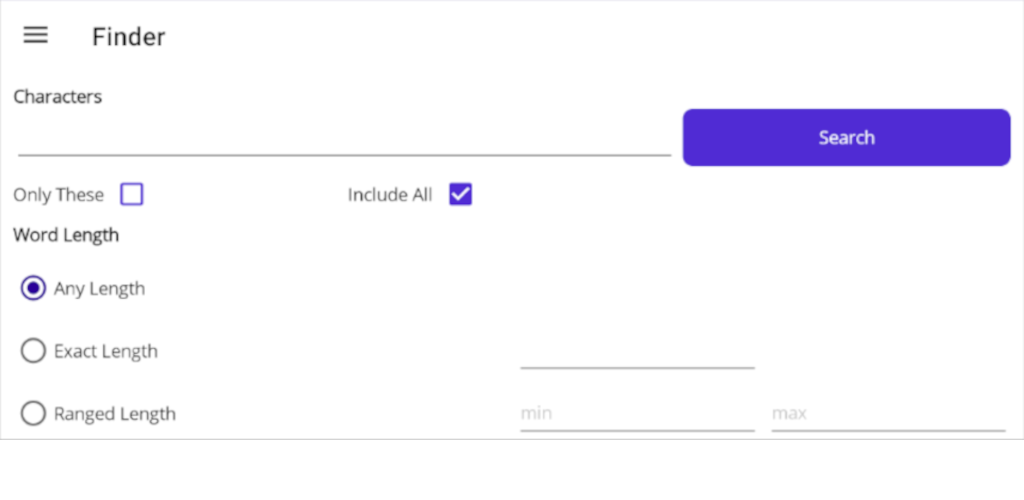 Finder
Characters
Search
Only These
Include All
Word Length
Any Length
Exact Length
Ranged Length
min
max